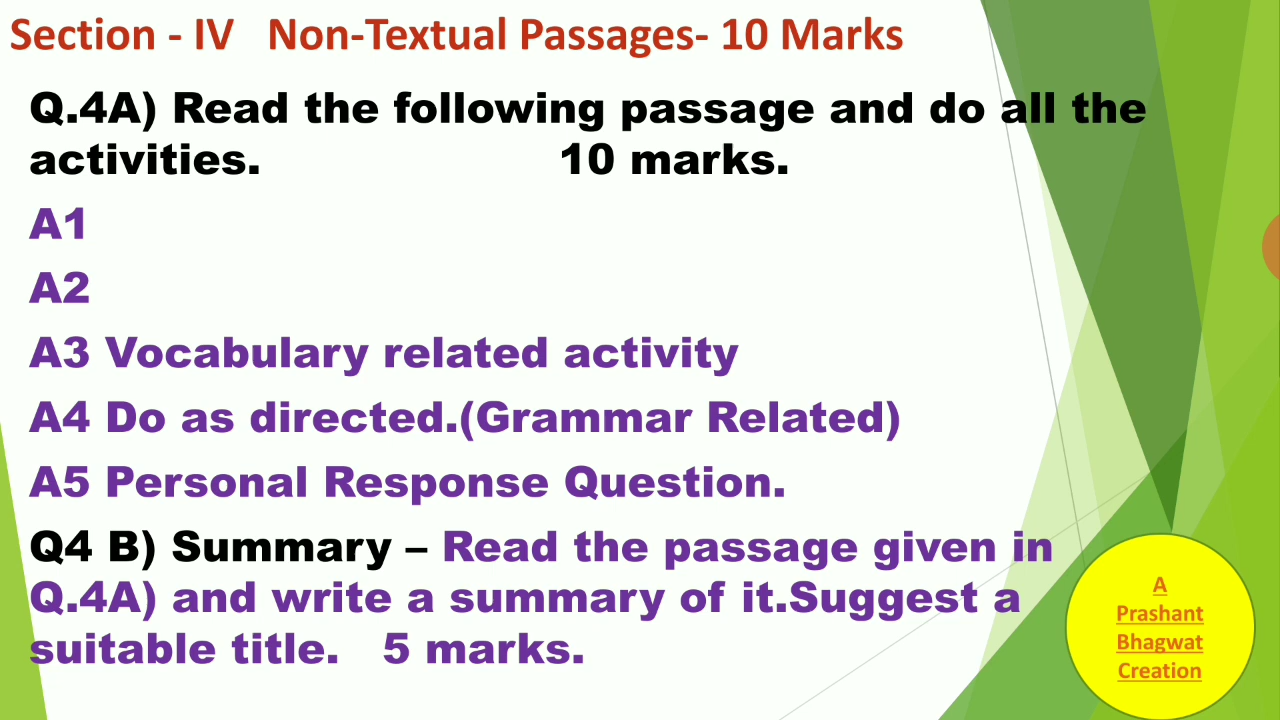 Section - IV   Non-Textual Passages- 10 Marks
Q.4A) Read the following passage and do all the
activities.                    10 marks.
A1
A2
A3 Vocabulary related activity
A4 Do as directed.(Grammar Related)
A5 Personal Response Question.
Q4 B) Summary – Read the passage given in
Q.4A) and write a summary of it.Suggest a
suitable title.   5 marks.
A
Prashant
Bhagwat
Creation